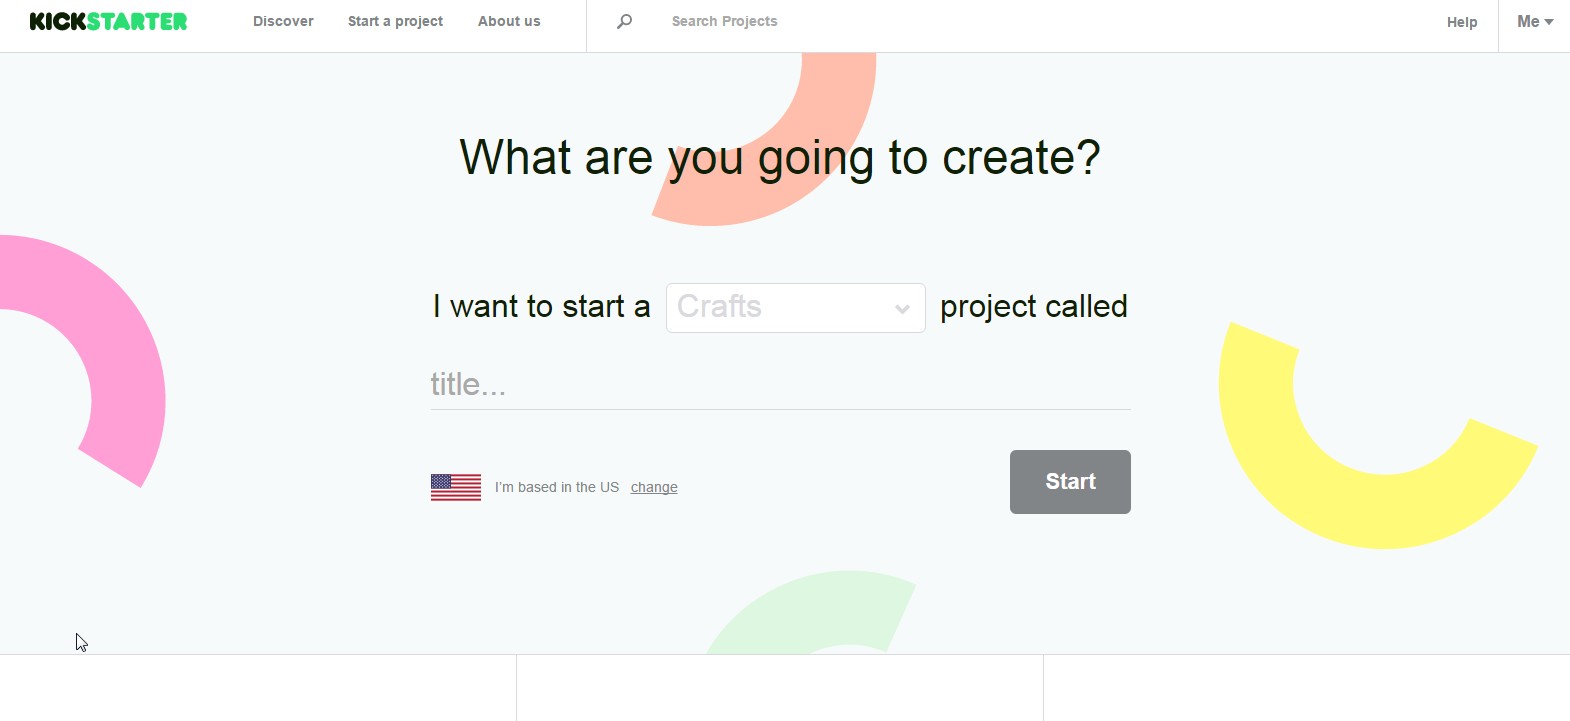 KICKSTARTER Discover Start a project About us Search Projects Help Me
What are you going to create?
I want to start a Crafts project called
title...
I'm based in the US change Start